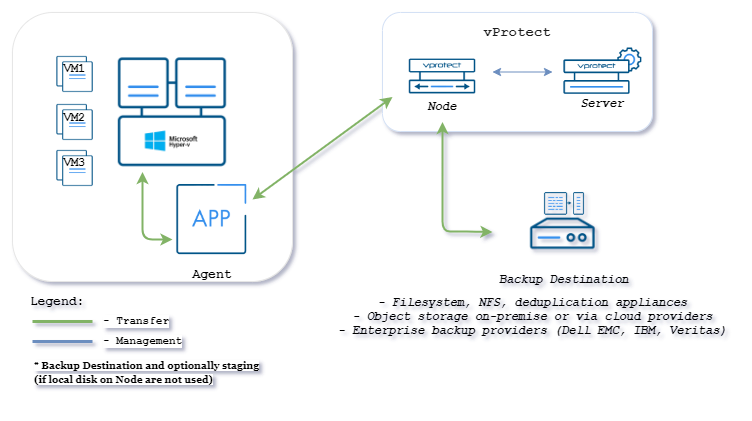 vProtect
VM1
VM2
VM3
Microsoft
Hyper-v
vprotect
Node
vprotect
Server
APP
Agent
Backup Destination
- Filesystem, NFS, deduplication appliances
- Object storage on-premise or via cloud providers
- Enterprise backup providers (Dell EMC, IBM, Veritas)
Legend:
- Transfer
- Management
* Backup Destination and optionally staging
(if local disk on Node are not used)